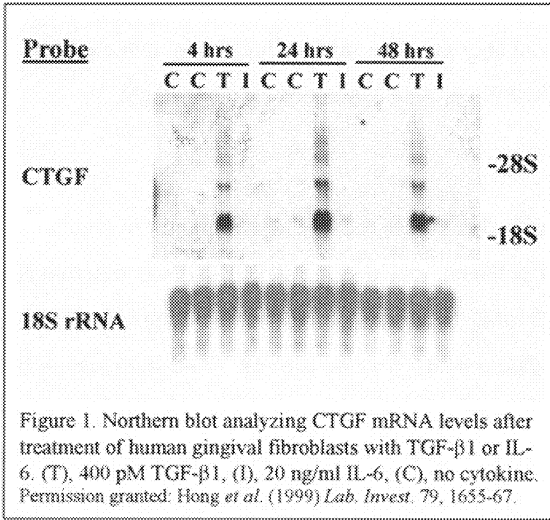 Probe 4 hrs 24 hrs 48 hrs
C C T I C C T I C C T I
CTGF
-28S
-18S
18S rRNA
Figure 1. Northern blot analyzing CTGF mRNA levels after
treatment of human gingival fibroblasts with TGF-β1 or IL-
6. (T), 400 pM TGF-β1, (I), 20 ng/ml IL-6, (C), no cytokine.
Permission granted: Hong et al. (1999) Lab. Invest. 79, 1655-67.